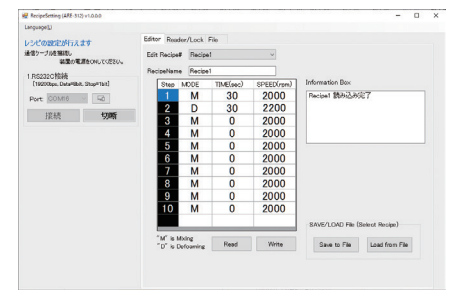 RecipeSetting (ARE-312) v1.0.0.0
Language(L)
レシピの設定が行えます
通信ケーブルを接続し、
装置の電源をONしてください。
1.RS232C接続
[19200bps, Data=8bit, Stop=1bit]
Port: COM16
接続 切断
Editor Reader/Lock File
Edit Recipe# Recipe1
RecipeName Recipe1
Step MODE TIME(sec) SPEED(rpm)
1 M 30 2000
2 D 30 2200
3 M 0 2000
4 M 0 2000
5 M 0 2000
6 M 0 2000
7 M 0 2000
8 M 0 2000
9 M 0 2000
10 M 0 2000
"M" is Mixing
"D" is Defoaming
Read Write
Information Box
Recipe1 読み込み完了
SAVE/LOAD File (Select Recipe)
Save to File Load from File